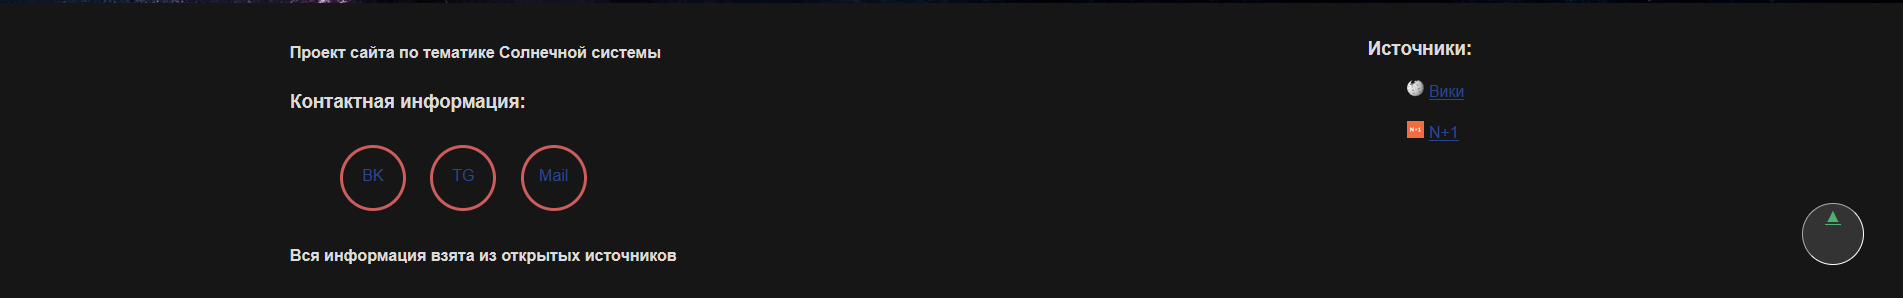 Проект сайта по тематике Солнечной системы
Контактная информация:
ВК TG Mail
Вся информация взята из открытых источников
Источники:
Вики
N+1
N+1
▲